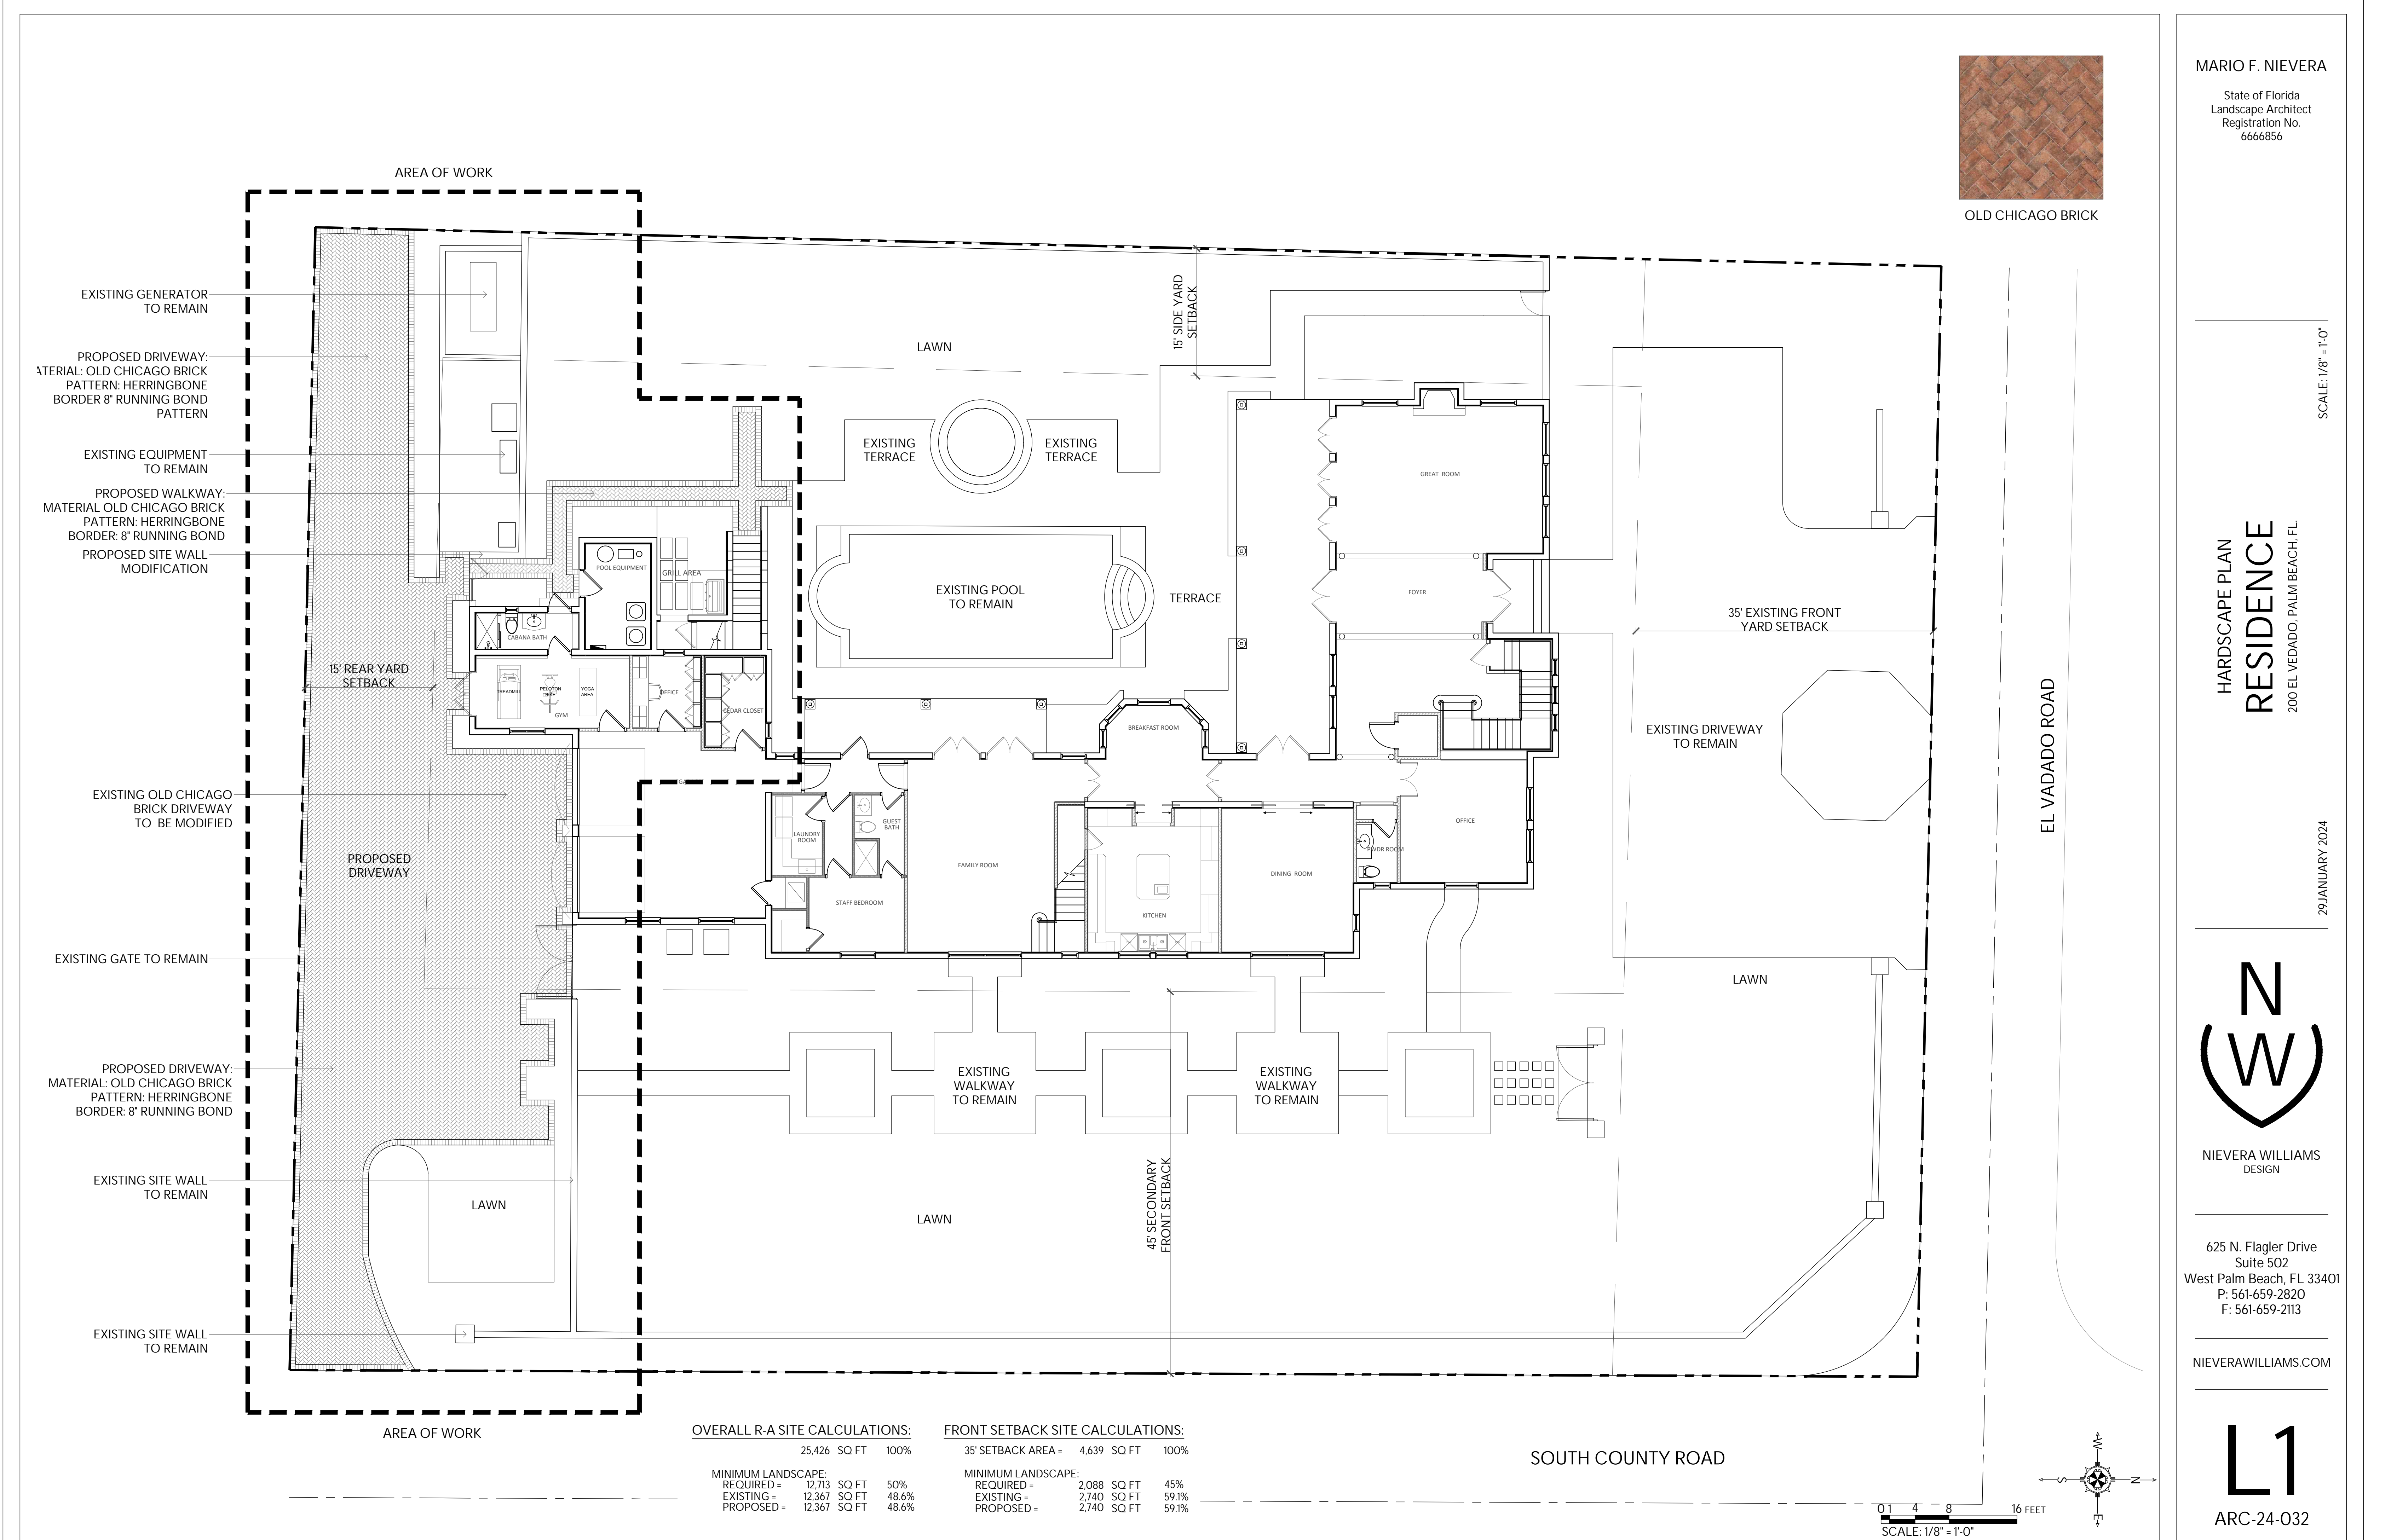 AREA OF WORK
OLD CHICAGO BRICK
EXISTING GENERATOR
TO REMAIN
PROPOSED DRIVEWAY:
ATERIAL: OLD CHICAGO BRICK
PATTERN: HERRINGBONE
BORDER 8" RUNNING BOND
PATTERN
EXISTING EQUIPMENT
TO REMAIN
PROPOSED WALKWAY:
MATERIAL OLD CHICAGO BRICK
PATTERN: HERRINGBONE
BORDER: 8" RUNNING BOND
PROPOSED SITE WALL
MODIFICATION
15' REAR YARD
SETBACK
EXISTING OLD CHICAGO
BRICK DRIVEWAY
TO BE MODIFIED
PROPOSED
DRIVEWAY
EXISTING GATE TO REMAIN
PROPOSED DRIVEWAY:
MATERIAL: OLD CHICAGO BRICK
PATTERN: HERRINGBONE
BORDER: 8" RUNNING BOND
EXISTING SITE WALL
TO REMAIN
LAWN
EXISTING SITE WALL
TO REMAIN
AREA OF WORK
LAWN
15' SIDE YARD
SETBACK
EXISTING
TERRACE
EXISTING
TERRACE
EXISTING POOL
TO REMAIN
TERRACE
POOL EQUIPMENT
GRILL AREA
CABANA BATH
TREADMILL
PELOTON
BIKE
YOGA
AREA
GYM
OFFICE
CEDAR CLOSET
GREAT ROOM
FOYER
BREAKFAST ROOM
LAUNDRY
ROOM
GUEST
BATH
STAFF BEDROOM
FAMILY ROOM
KITCHEN
DINING ROOM
PWDR ROOM
OFFICE
35' EXISTING FRONT
YARD SETBACK
EXISTING DRIVEWAY
TO REMAIN
LAWN
EXISTING
WALKWAY
TO REMAIN
EXISTING
WALKWAY
TO REMAIN
45' SECONDARY
FRONT SETBACK
LAWN
EL VADADO ROAD
SOUTH COUNTY ROAD
OVERALL R-A SITE CALCULATIONS:
25,426 SQ FT 100%
MINIMUM LANDSCAPE:
REQUIRED = 12,713 SQ FT 50%
EXISTING = 12,367 SQ FT 48.6%
PROPOSED = 12,367 SQ FT 48.6%
FRONT SETBACK SITE CALCULATIONS:
35' SETBACK AREA = 4,639 SQ FT 100%
MINIMUM LANDSCAPE:
REQUIRED = 2,088 SQ FT 45%
EXISTING = 2,740 SQ FT 59.1%
PROPOSED = 2,740 SQ FT 59.1%
W
S
N
E
0 1 4 8 16 FEET
SCALE: 1/8" = 1'-0"
MARIO F. NIEVERA
State of Florida
Landscape Architect
Registration No.
6666856
SCALE: 1/8" = 1'-0"
HARDSCAPE PLAN
RESIDENCE
200 EL VEDADO, PALM BEACH, FL.
29JANUARY 2024
N
W
NIEVERA WILLIAMS
DESIGN
625 N. Flagler Drive
Suite 502
West Palm Beach, FL 33401
P: 561-659-2820
F: 561-659-2113
NIEVERAWILLIAMS.COM
L1
ARC-24-032